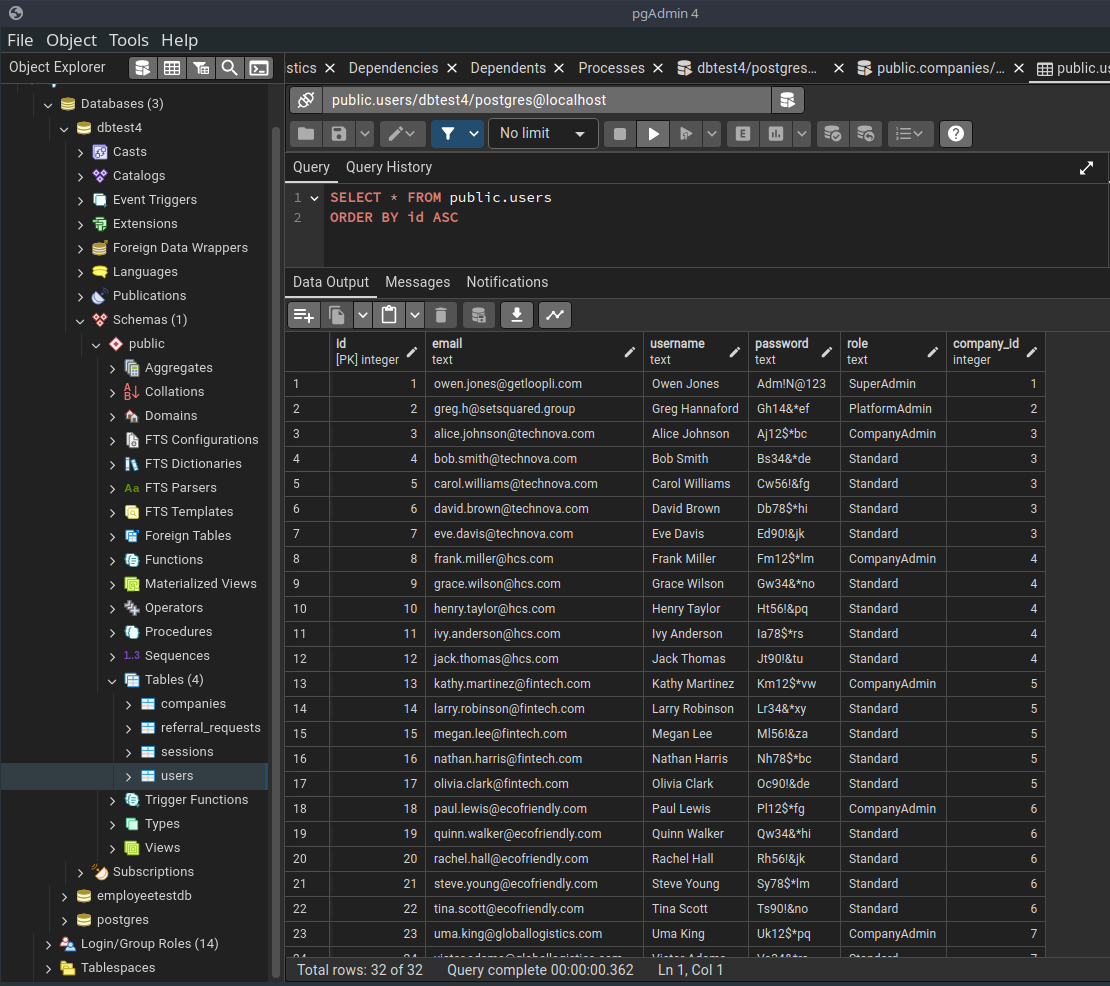 pgAdmin 4
File Object Tools Help
Object Explorer
Databases (3)
dbtest4
Casts
Catalogs
Event Triggers
Extensions
Foreign Data Wrappers
Languages
Publications
Schemas (1)
public
Aggregates
Collations
Domains
FTS Configurations
FTS Dictionaries
Aa FTS Parsers
FTS Templates
Foreign Tables
Functions
Materialized Views
Operators
Procedures
1..3 Sequences
Tables (4)
companies
referral_requests
sessions
users
Trigger Functions
Types
Views
Subscriptions
employeetestdb
postgres
Login/Group Roles (14)
Tablespaces
stics Dependencies Dependents Processes dbtest4/postgres... public.companies/... public.us
public.users/dbtest4/postgres@localhost
No limit
E
Query Query History
1 SELECT * FROM public.users
2 ORDER BY id ASC
Data Output Messages Notifications
id email username password role company_id
[PK] integer text text text text integer
1 1 owen.jones@getloopli.com Owen Jones Adm!N@123 SuperAdmin 1
2 2 greg.h@setsquared.group Greg Hannaford Gh14&*ef PlatformAdmin 2
3 3 alice.johnson@technova.com Alice Johnson Aj12$*bc CompanyAdmin 3
4 4 bob.smith@technova.com Bob Smith Bs34&*de Standard 3
5 5 carol.williams@technova.com Carol Williams Cw56!&fg Standard 3
6 6 david.brown@technova.com David Brown Db78$*hi Standard 3
7 7 eve.davis@technova.com Eve Davis Ed90!&jk Standard 3
8 8 frank.miller@hcs.com Frank Miller Fm12$*lm CompanyAdmin 4
9 9 grace.wilson@hcs.com Grace Wilson Gw34&*no Standard 4
10 10 henry.taylor@hcs.com Henry Taylor Ht56!&pq Standard 4
11 11 ivy.anderson@hcs.com Ivy Anderson Ia78$*rs Standard 4
12 12 jack.thomas@hcs.com Jack Thomas Jt90!&tu Standard 4
13 13 kathy.martinez@fintech.com Kathy Martinez Km12$*vw CompanyAdmin 5
14 14 larry.robinson@fintech.com Larry Robinson Lr34&*xy Standard 5
15 15 megan.lee@fintech.com Megan Lee Ml56!&za Standard 5
16 16 nathan.harris@fintech.com Nathan Harris Nh78$*bc Standard 5
17 17 olivia.clark@fintech.com Olivia Clark Oc90!&de Standard 5
18 18 paul.lewis@ecofriendly.com Paul Lewis Pl12$*fg CompanyAdmin 6
19 19 quinn.walker@ecofriendly.com Quinn Walker Qw34&*hi Standard 6
20 20 rachel.hall@ecofriendly.com Rachel Hall Rh56!&jk Standard 6
21 21 steve.young@ecofriendly.com Steve Young Sy78$*lm Standard 6
22 22 tina.scott@ecofriendly.com Tina Scott Ts90!&no Standard 6
23 23 uma.king@globallogistics.com Uma King Uk12$*pq CompanyAdmin 7
Total rows: 32 of 32 Query complete 00:00:00.362 Ln 1, Col 1